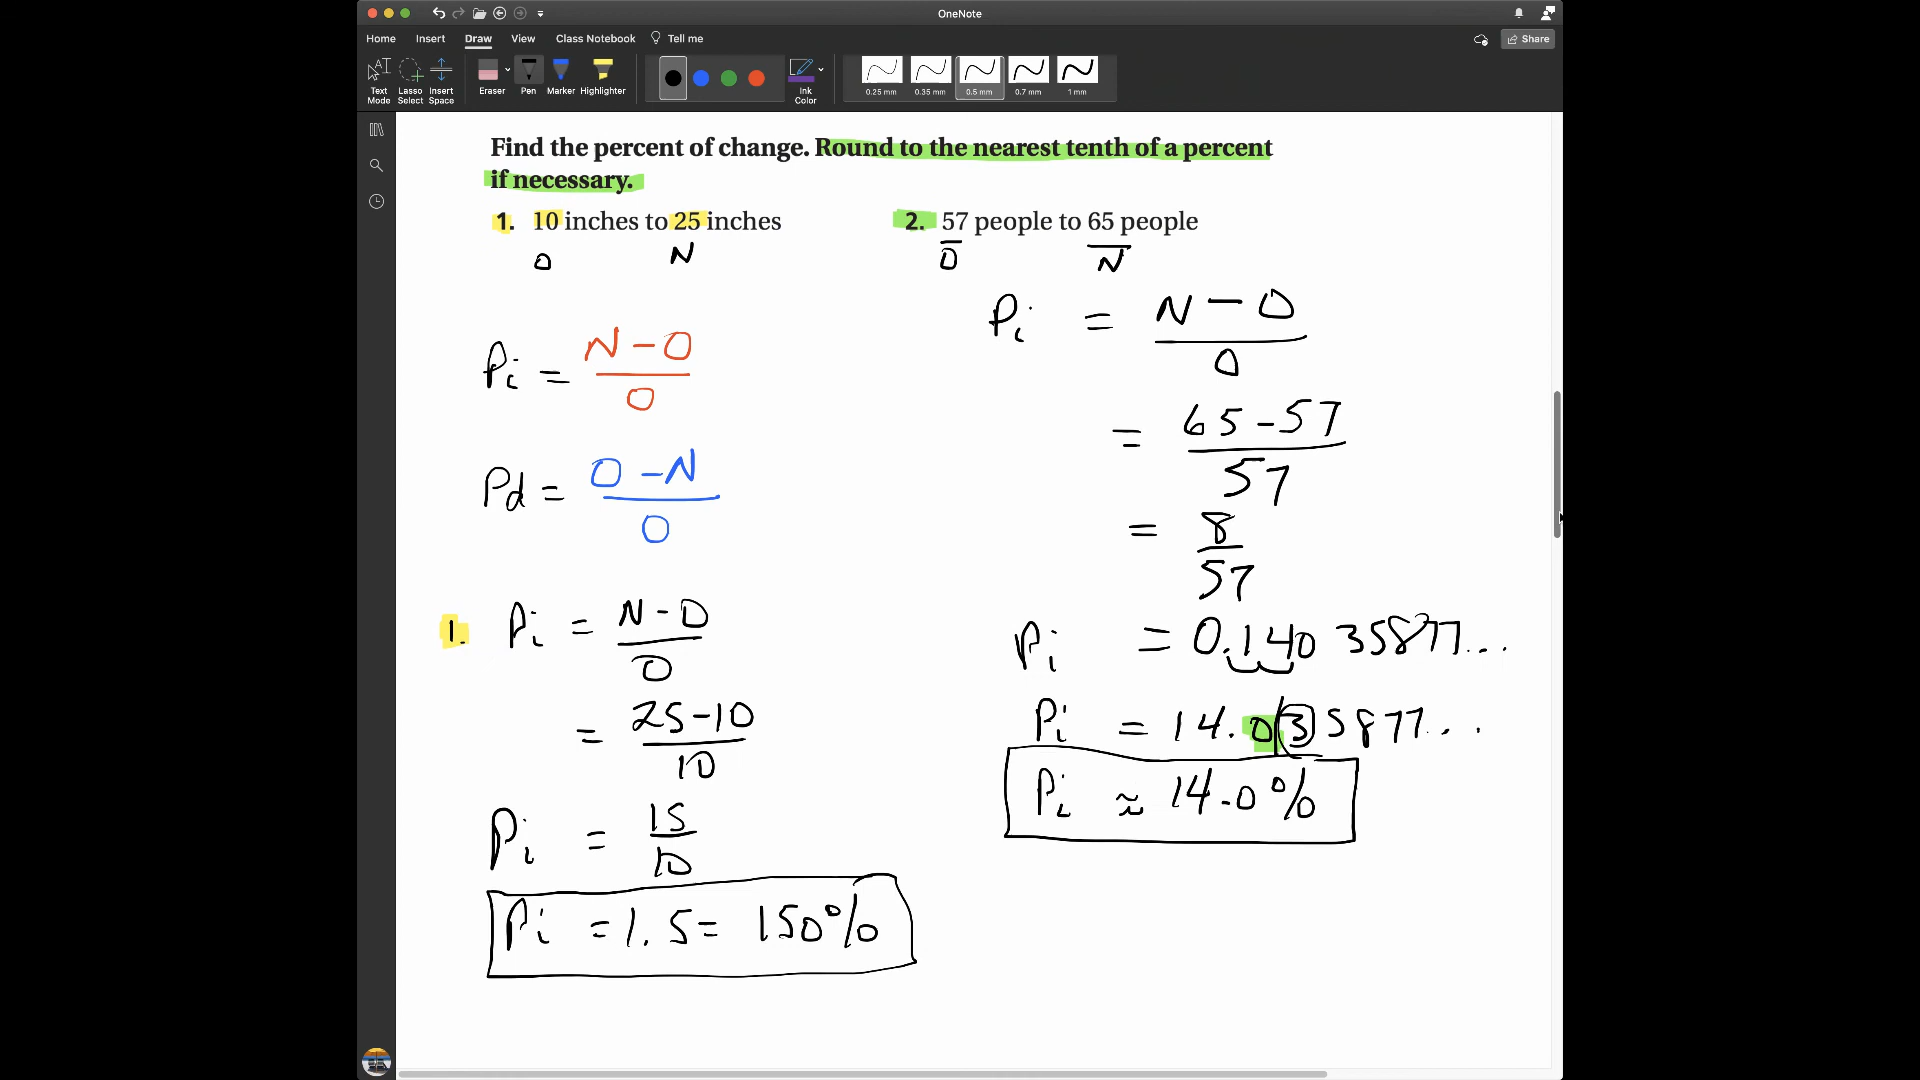 OneNote
Home Insert Draw View Class Notebook Tell me Share
Text Mode Lasso Select Insert Space Eraser Pen Marker Highlighter Ink Color 0.25 mm 0.35 mm 0.5 mm 0.7 mm 1 mm
Find the percent of change. Round to the nearest tenth of a percent
if necessary.
1. 10 inches to 25 inches
O N
Pi = N - O
O
Pd = O - N
O
1. Pi = N - O
O
= 25 - 10
10
Pi = 15
10
Pi = 1.5 = 150%
2. 57 people to 65 people
O N
Pi = N - O
O
= 65 - 57
57
= 8
57
Pi = 0.14035877...
Pi = 14.035877...
Pi ≈ 14.0%